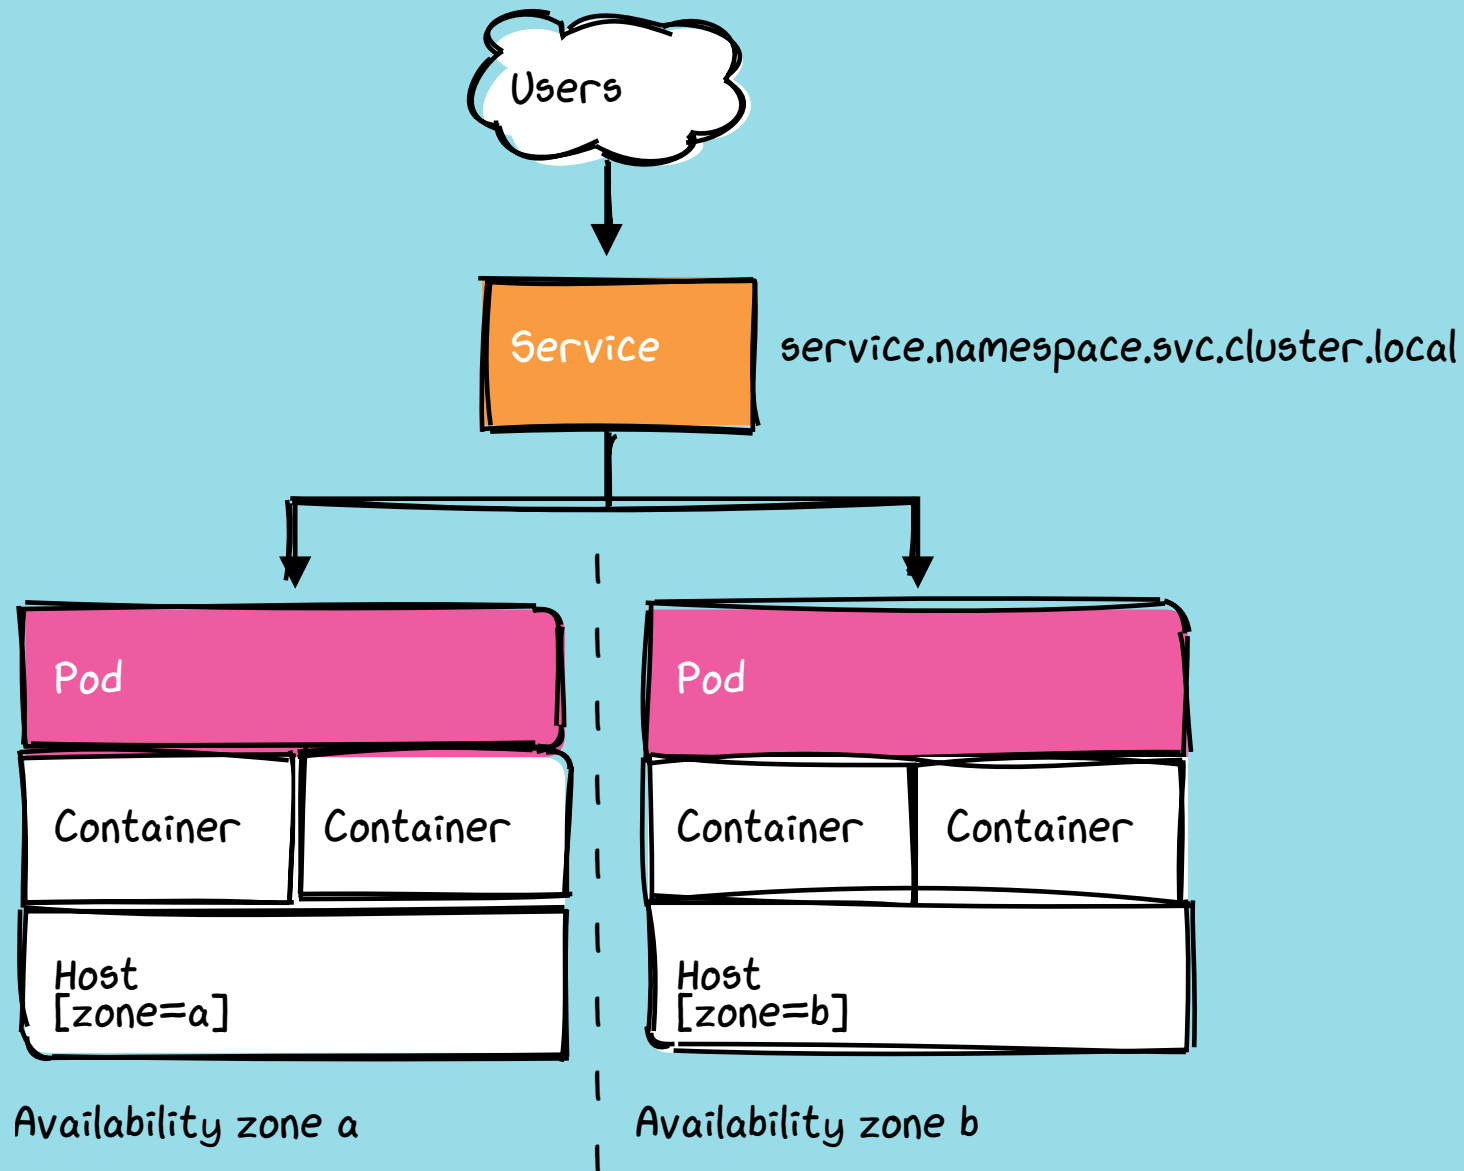 Users
Service
service.namespace.svc.cluster.local
Pod
Pod
Container
Container
Container
Container
Host
[zone=a]
Host
[zone=b]
Availability zone a
Availability zone b